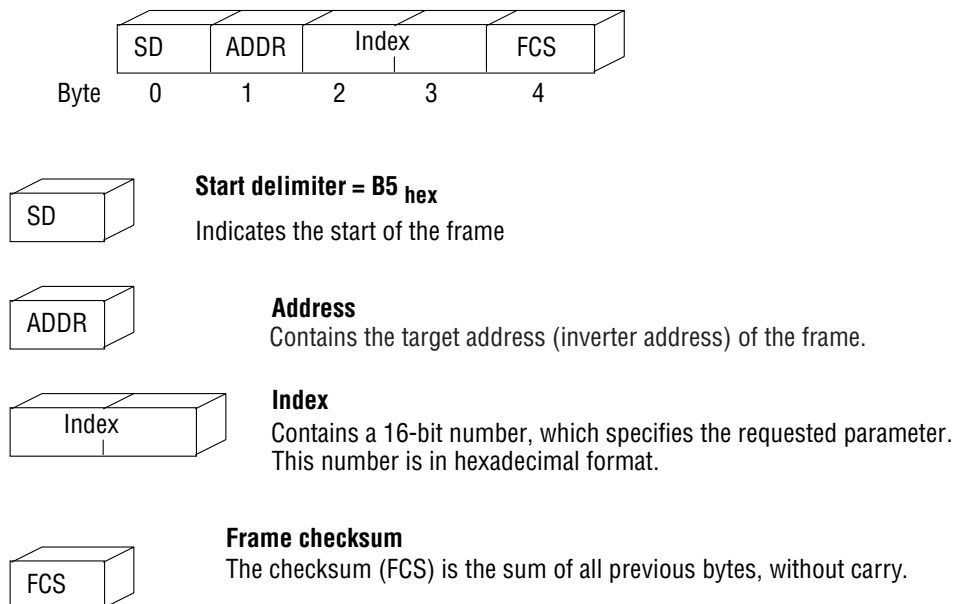 SD ADDR Index FCS
Byte 0 1 2 3 4
Start delimiter = B5 hex
SD
Indicates the start of the frame
Address
ADDR
Contains the target address (inverter address) of the frame.
Index
Index
Contains a 16-bit number, which specifies the requested parameter.
This number is in hexadecimal format.
Frame checksum
The checksum (FCS) is the sum of all previous bytes, without carry.
FCS